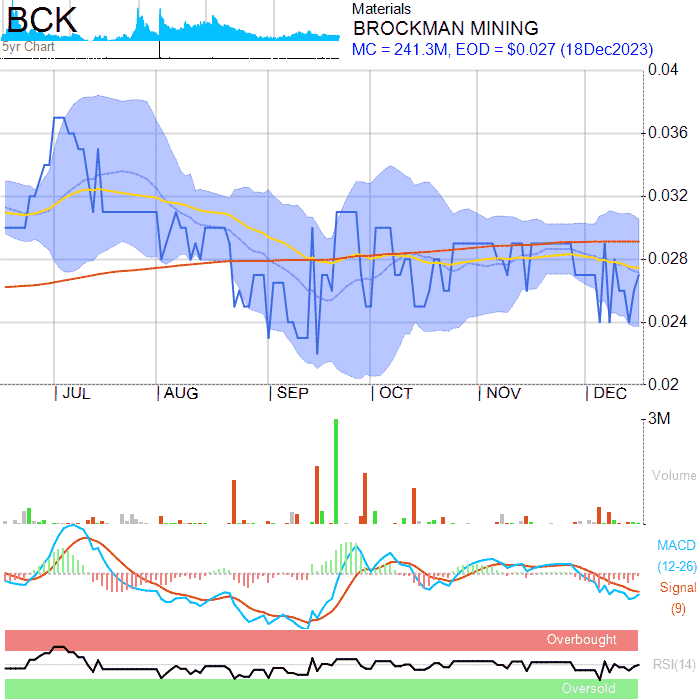 BCK
5yr Chart
Materials
BROCKMAN MINING
MC = 241.3M, EOD = $0.027 (18Dec2023)
0.04
0.036
0.032
0.028
0.024
0.02
JUL AUG SEP OCT NOV DEC
3M
Volume
MACD
(12-26)
Signal
(9)
Overbought
RSI(14)
Oversold